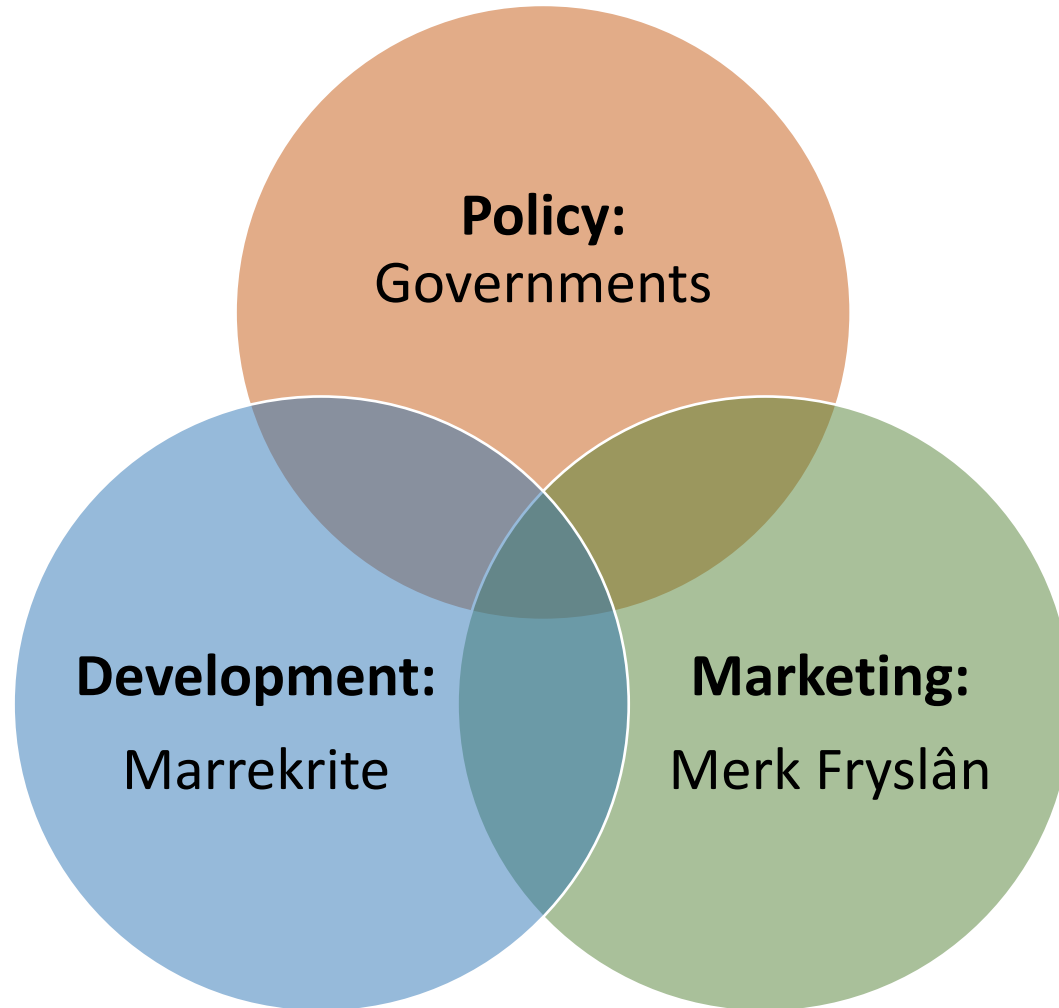 Policy:
Governments
Development:
Marrekrite
Marketing:
Merk Fryslân